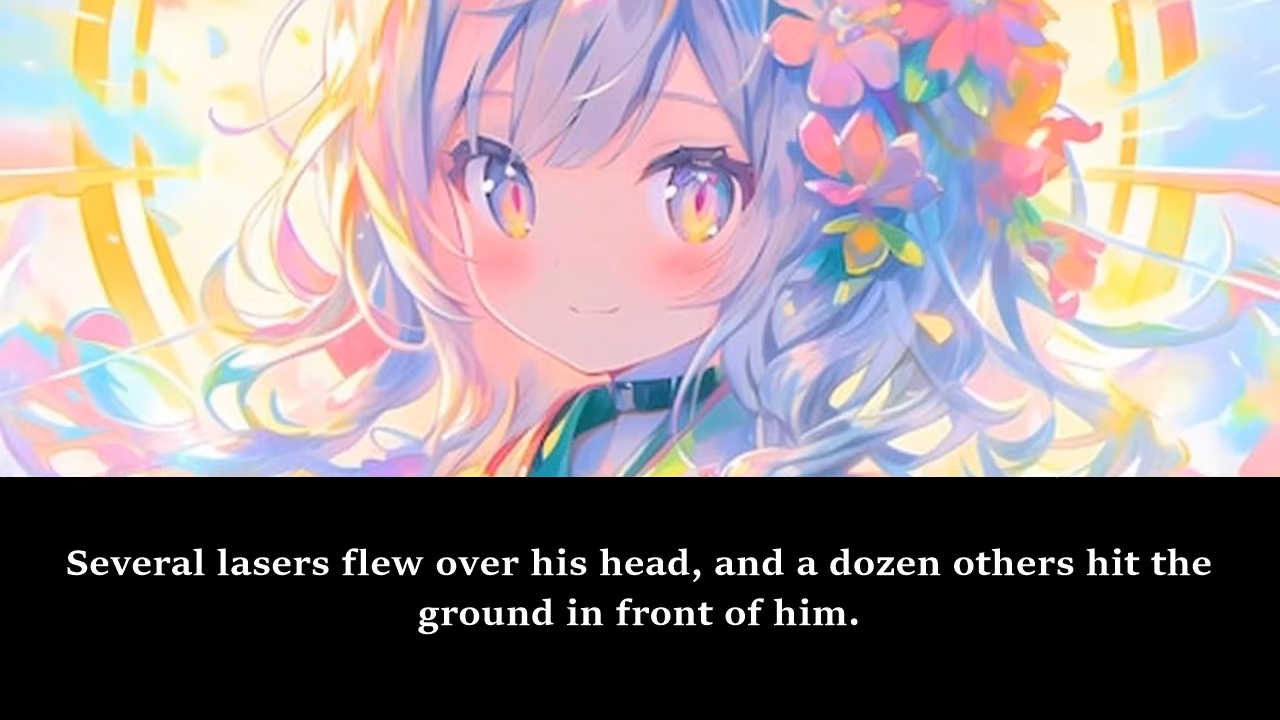 Several lasers flew over his head, and a dozen others hit the
ground in front of him.